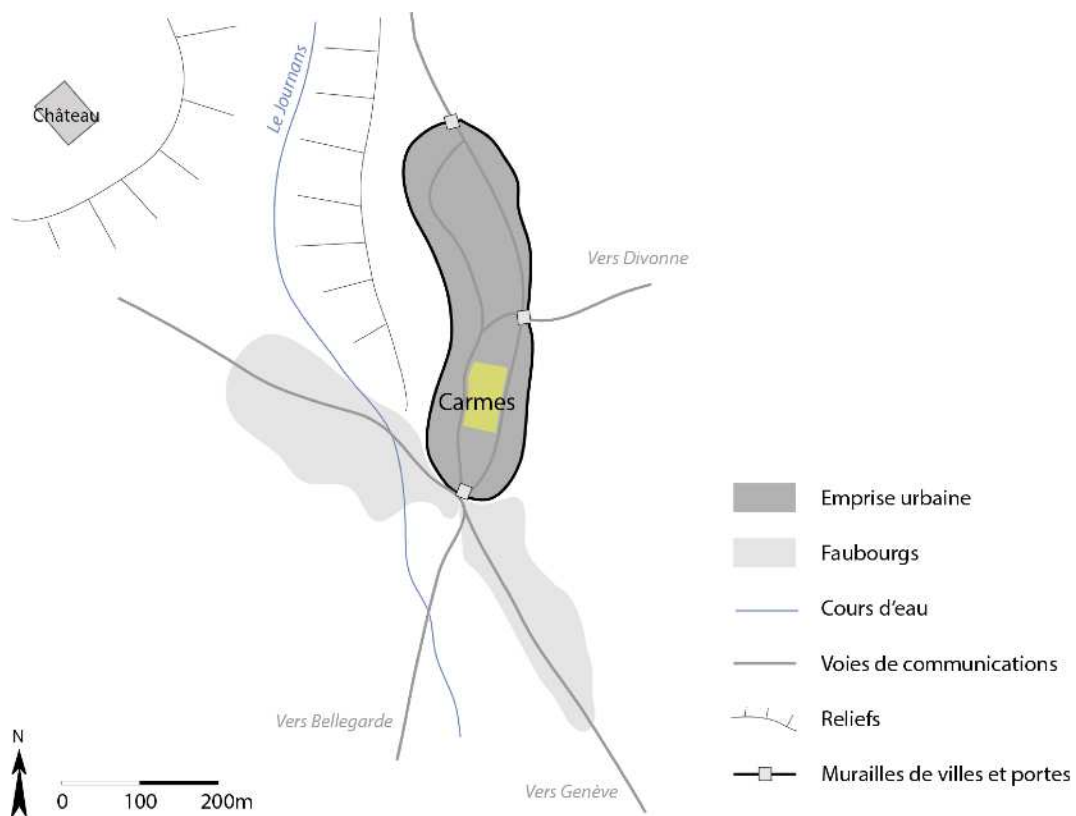 Le Journans
Château
Vers Divonne
Carmes
Emprise urbaine
Faubourgs
Cours d'eau
Voies de communications
Vers Bellegarde
Reliefs
N
Murailles de villes et portes
0 100 200m
Vers Genève